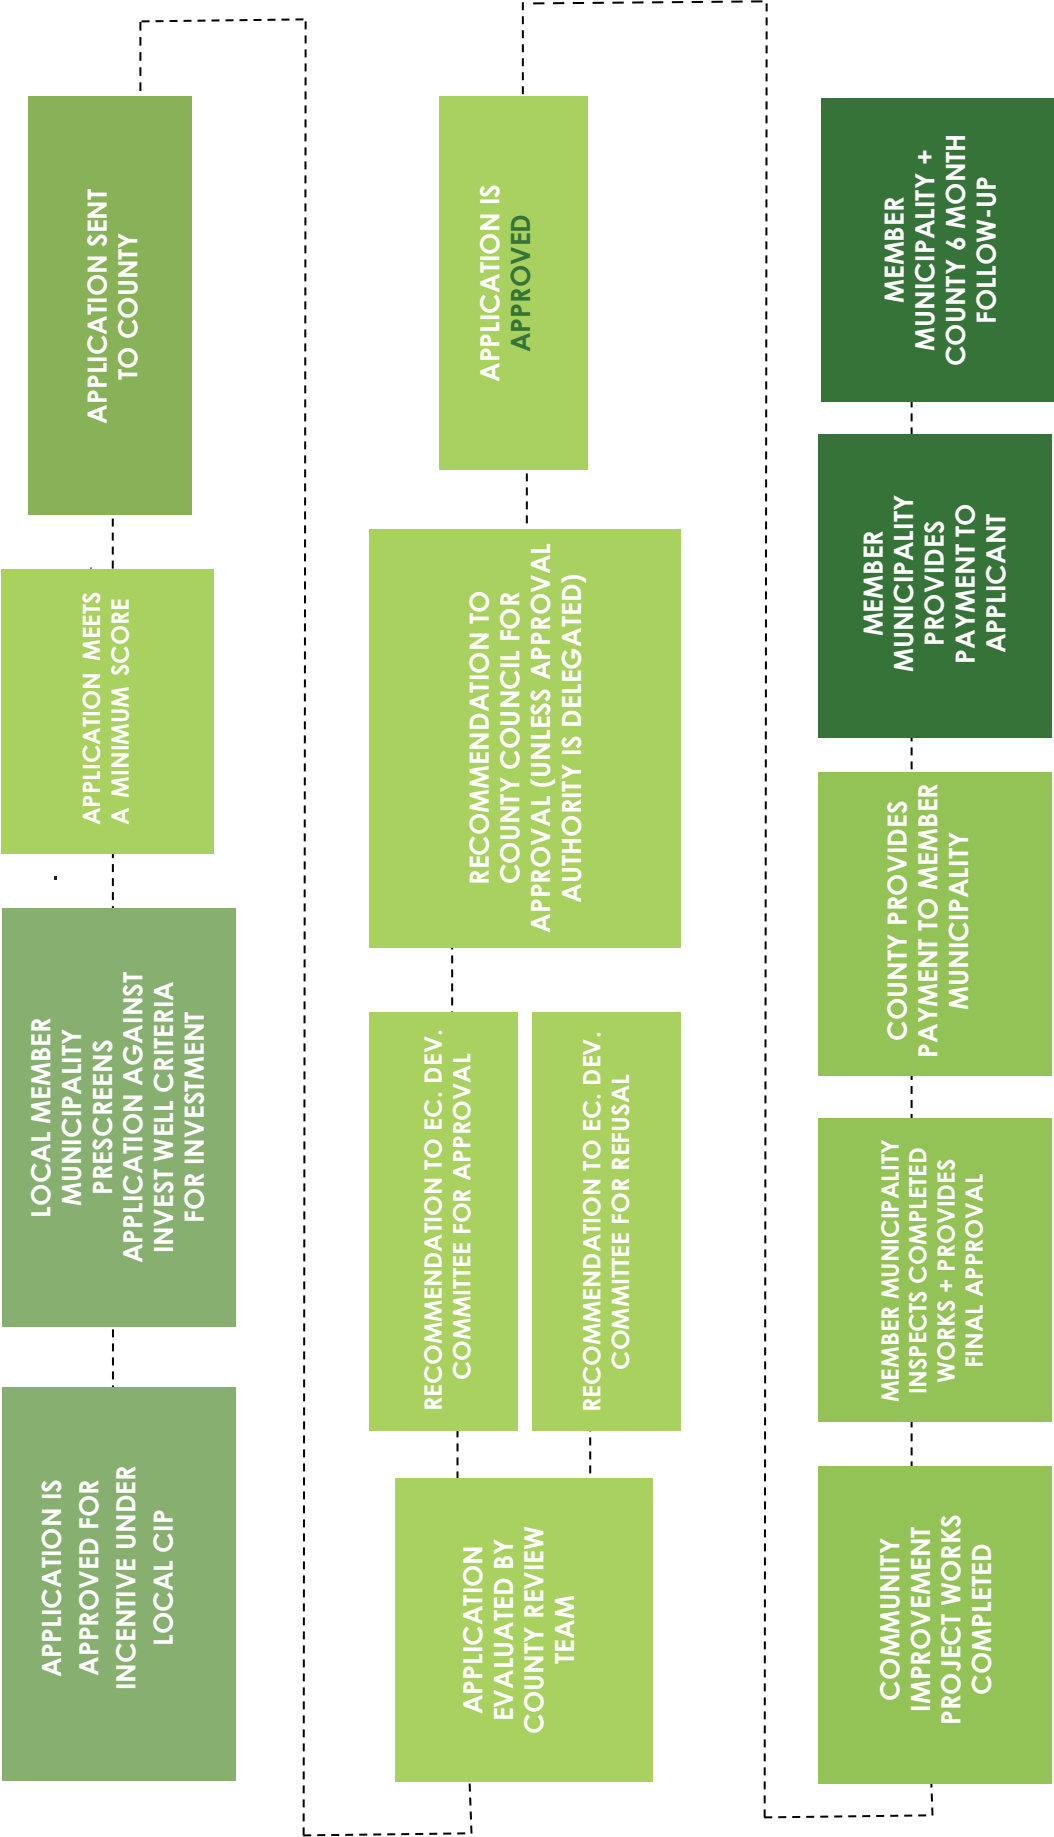 APPLICATION IS
APPROVED FOR
INCENTIVE UNDER
LOCAL CIP
LOCAL MEMBER
MUNICIPALITY
PRESCREENS
APPLICATION AGAINST
INVEST WELL CRITERIA
FOR INVESTMENT
APPLICATION MEETS
A MINIMUM SCORE
APPLICATION SENT
TO COUNTY
APPLICATION
EVALUATED BY
COUNTY REVIEW
TEAM
RECOMMENDATION TO EC. DEV.
COMMITTEE FOR APPROVAL
RECOMMENDATION TO EC. DEV.
COMMITTEE FOR REFUSAL
RECOMMENDATION TO
COUNTY COUNCIL FOR
APPROVAL (UNLESS APPROVAL
AUTHORITY IS DELEGATED)
APPLICATION IS
APPROVED
COMMUNITY
IMPROVEMENT
PROJECT WORKS
COMPLETED
MEMBER MUNICIPALITY
INSPECTS COMPLETED
WORKS + PROVIDES
FINAL APPROVAL
COUNTY PROVIDES
PAYMENT TO MEMBER
MUNICIPALITY
MEMBER
MUNICIPALITY
PROVIDES
PAYMENT TO
APPLICANT
MEMBER
MUNICIPALITY +
COUNTY 6 MONTH
FOLLOW-UP